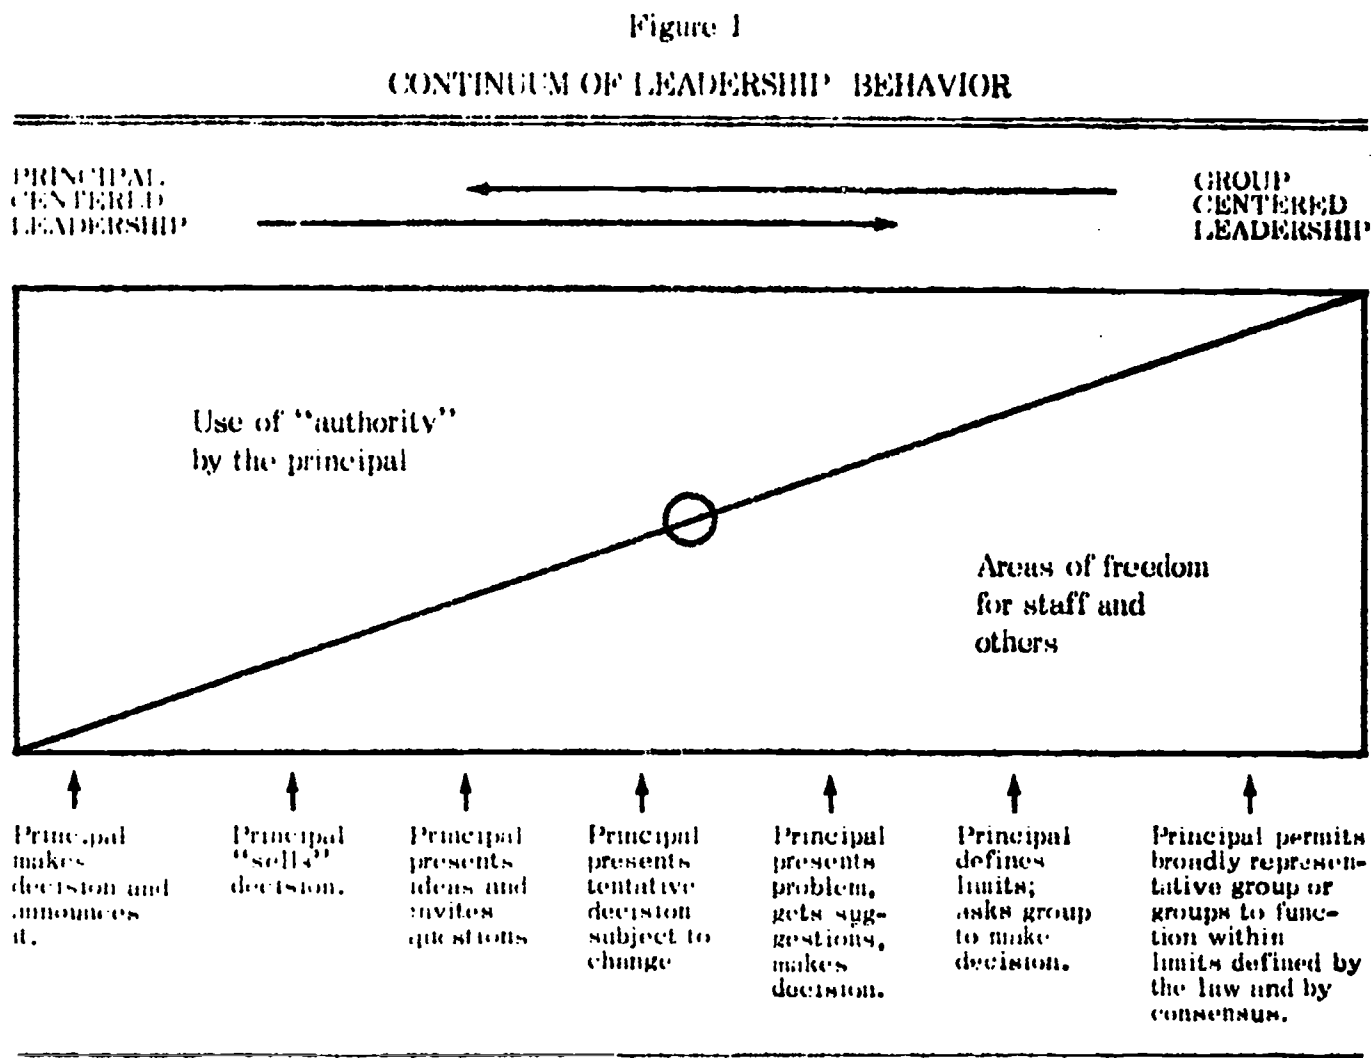 Figure 1
CONTINUUM OF LEADERSHIP BEHAVIOR
PRINCIPAL
CENTERED
LEADERSHIP
GROUP
CENTERED
LEADERSHIP
Use of "authority"
by the principal
Areas of freedom
for staff and
others
Principal
makes
decision and
announces
it.
Principal
"sells"
decision.
Principal
presents
ideas and
invites
questions
Principal
presents
tentative
decision
subject to
change
Principal
presents
problem,
gets sug-
gestions,
makes
decision.
Principal
defines
limits;
asks group
to make
decision.
Principal permits
broadly represen-
tative group or
groups to func-
tion within
limits defined by
the law and by
consensus.